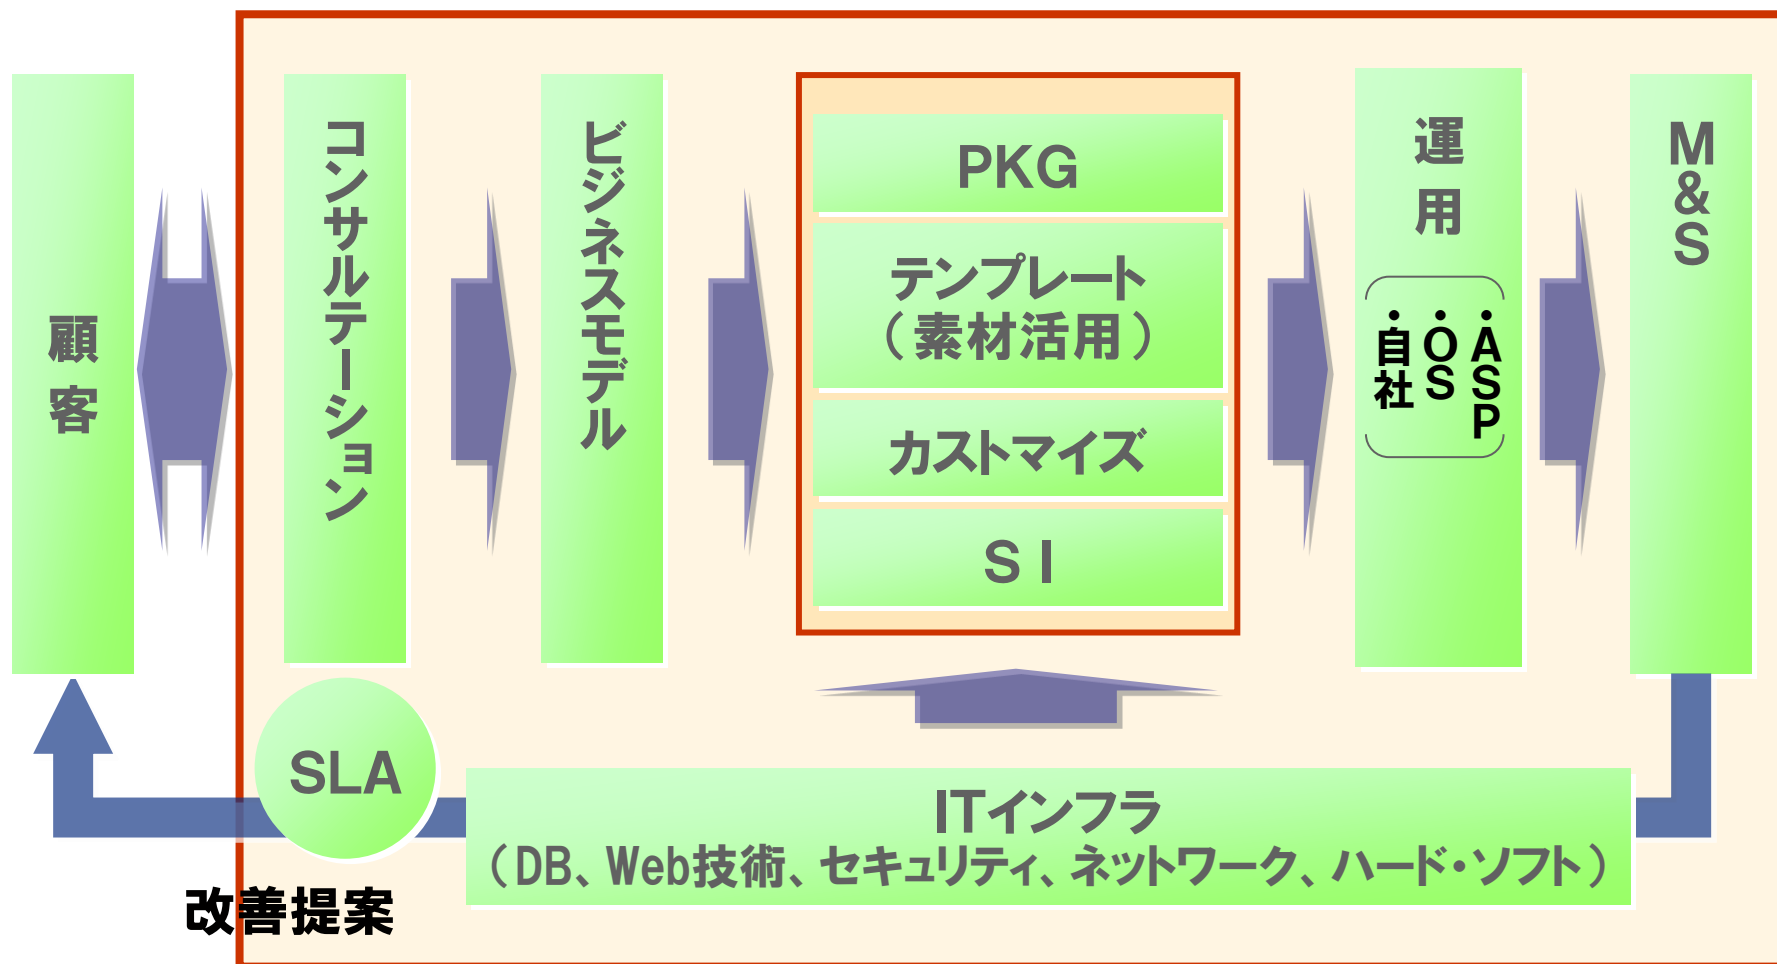 顧客
コンサルテーション
ビジネスモデル
PKG
テンプレート
（素材活用）
カストマイズ
SI
運用
・ASP
・OS
・自社
M&S
SLA
ITインフラ
（DB、Web技術、セキュリティ、ネットワーク、ハード・ソフト）
改善提案